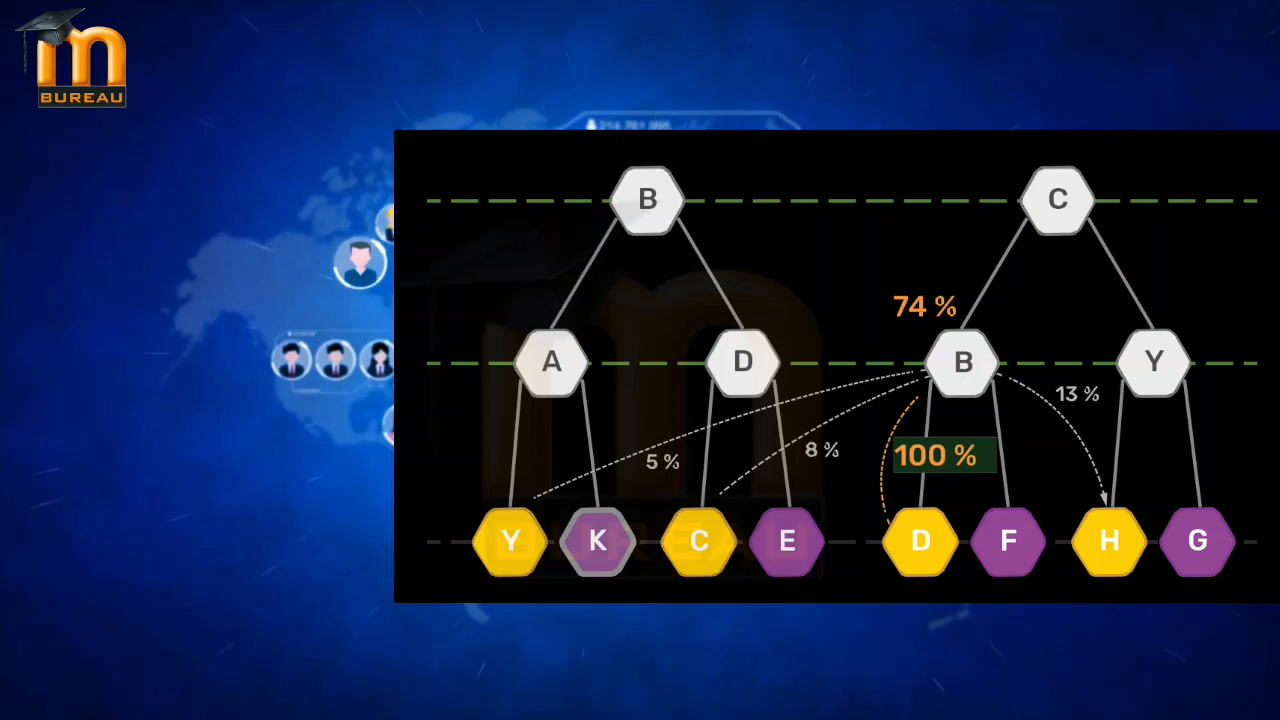 m
BUREAU
B C
74 %
A D B Y
13 %
5 % 8 % 100 %
Y K C E D F H G